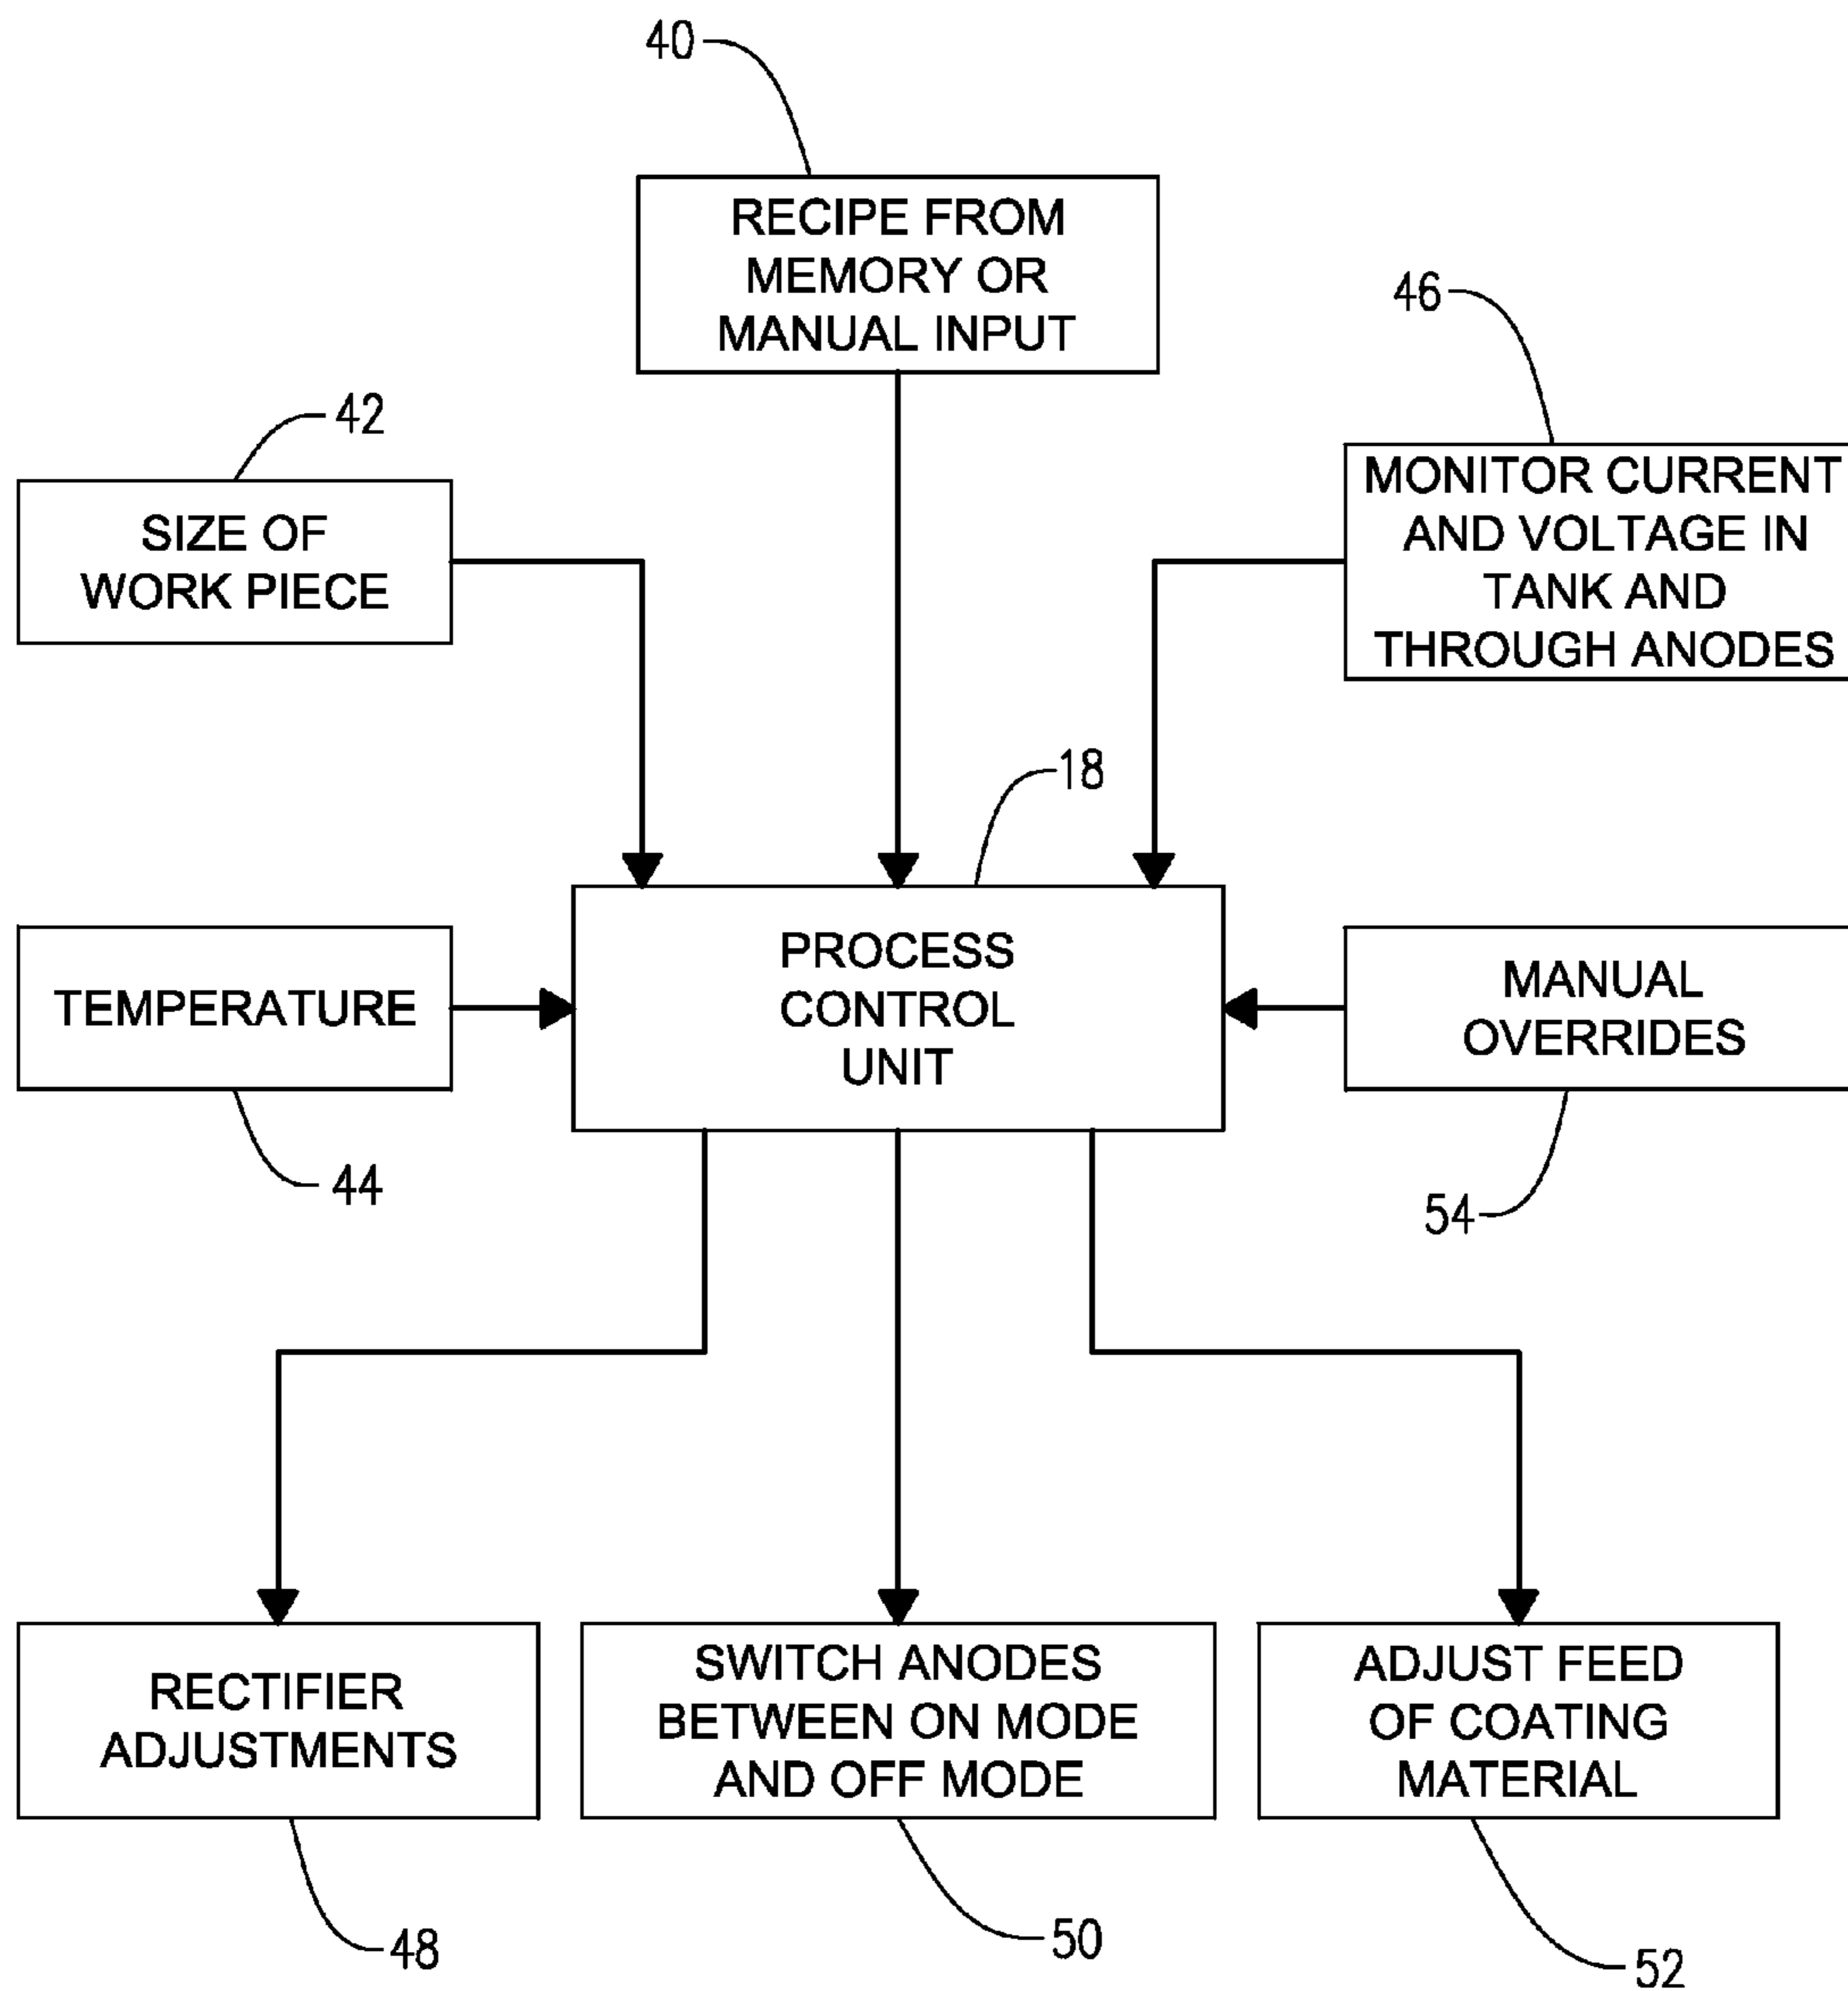 40
RECIPE FROM
MEMORY OR
MANUAL INPUT
46
42
SIZE OF
WORK PIECE
MONITOR CURRENT
AND VOLTAGE IN
TANK AND
THROUGH ANODES
18
TEMPERATURE
44
PROCESS
CONTROL
UNIT
MANUAL
OVERRIDES
54
RECTIFIER
ADJUSTMENTS
48
SWITCH ANODES
BETWEEN ON MODE
AND OFF MODE
50
ADJUST FEED
OF COATING
MATERIAL
52